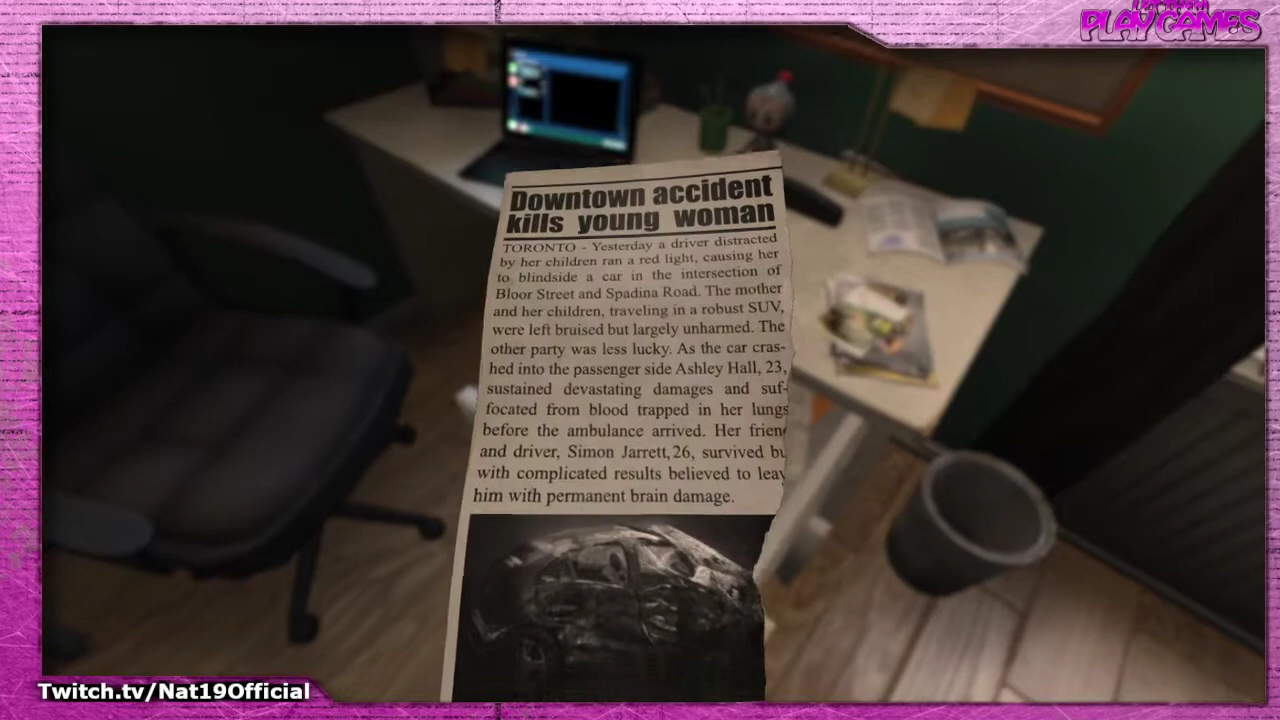 PLAY GAMES
Downtown accident
kills young woman
TORONTO - Yesterday a driver distracted
by her children ran a red light, causing her
to blindside a car in the intersection of
Bloor Street and Spadina Road. The mother
and her children, traveling in a robust SUV,
were left bruised but largely unharmed. The
other party was less lucky. As the car cras-
hed into the passenger side Ashley Hall, 23,
sustained devastating damages and suf-
focated from blood trapped in her lungs
before the ambulance arrived. Her frien
and driver, Simon Jarrett, 26, survived bu
with complicated results believed to leav
him with permanent brain damage.
Twitch.tv/Nat19Official